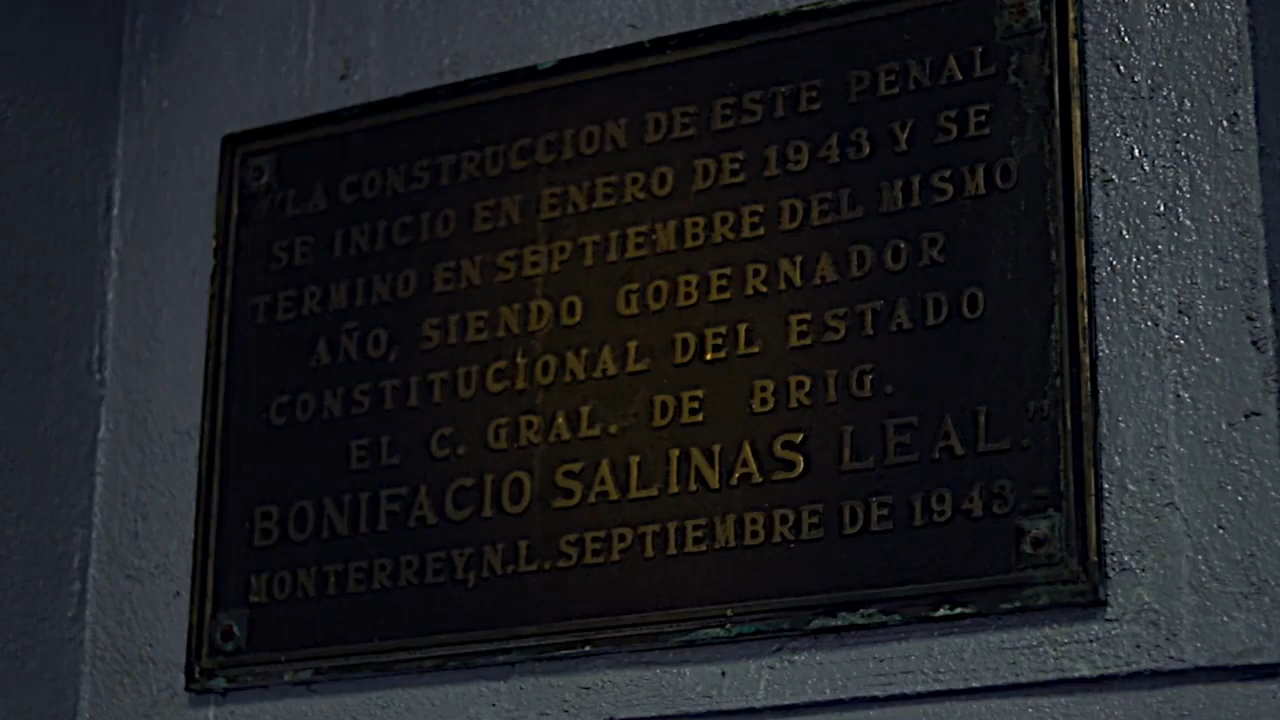 "LA CONSTRUCCION DE ESTE PENAL
SE INICIO EN ENERO DE 1943 Y SE
TERMINO EN SEPTIEMBRE DEL MISMO
AÑO, SIENDO GOBERNADOR
CONSTITUCIONAL DEL ESTADO
EL C. GRAL. DE BRIG.
BONIFACIO SALINAS LEAL."
MONTERREY, N.L. SEPTIEMBRE DE 1943-